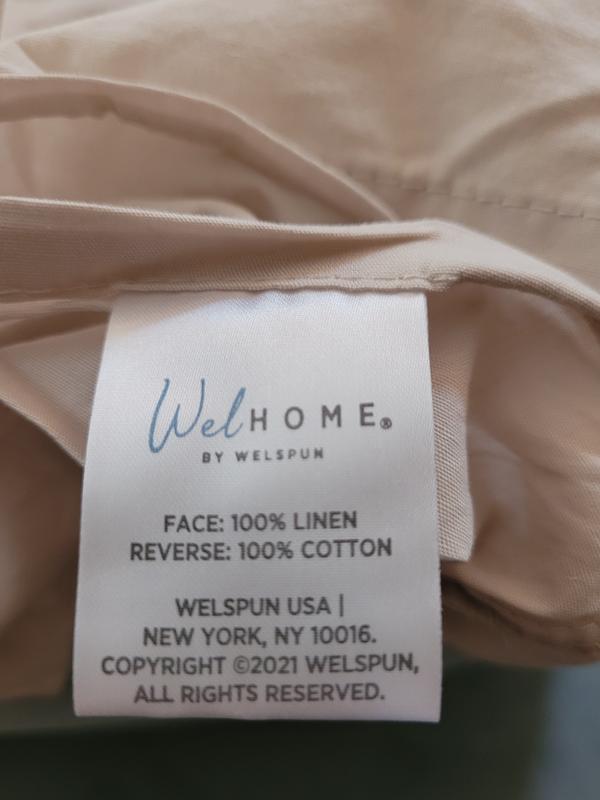 WelHOME®
BY WELSPUN
FACE: 100% LINEN
REVERSE: 100% COTTON
WELSPUN USA |
NEW YORK, NY 10016.
COPYRIGHT ©2021 WELSPUN,
ALL RIGHTS RESERVED.